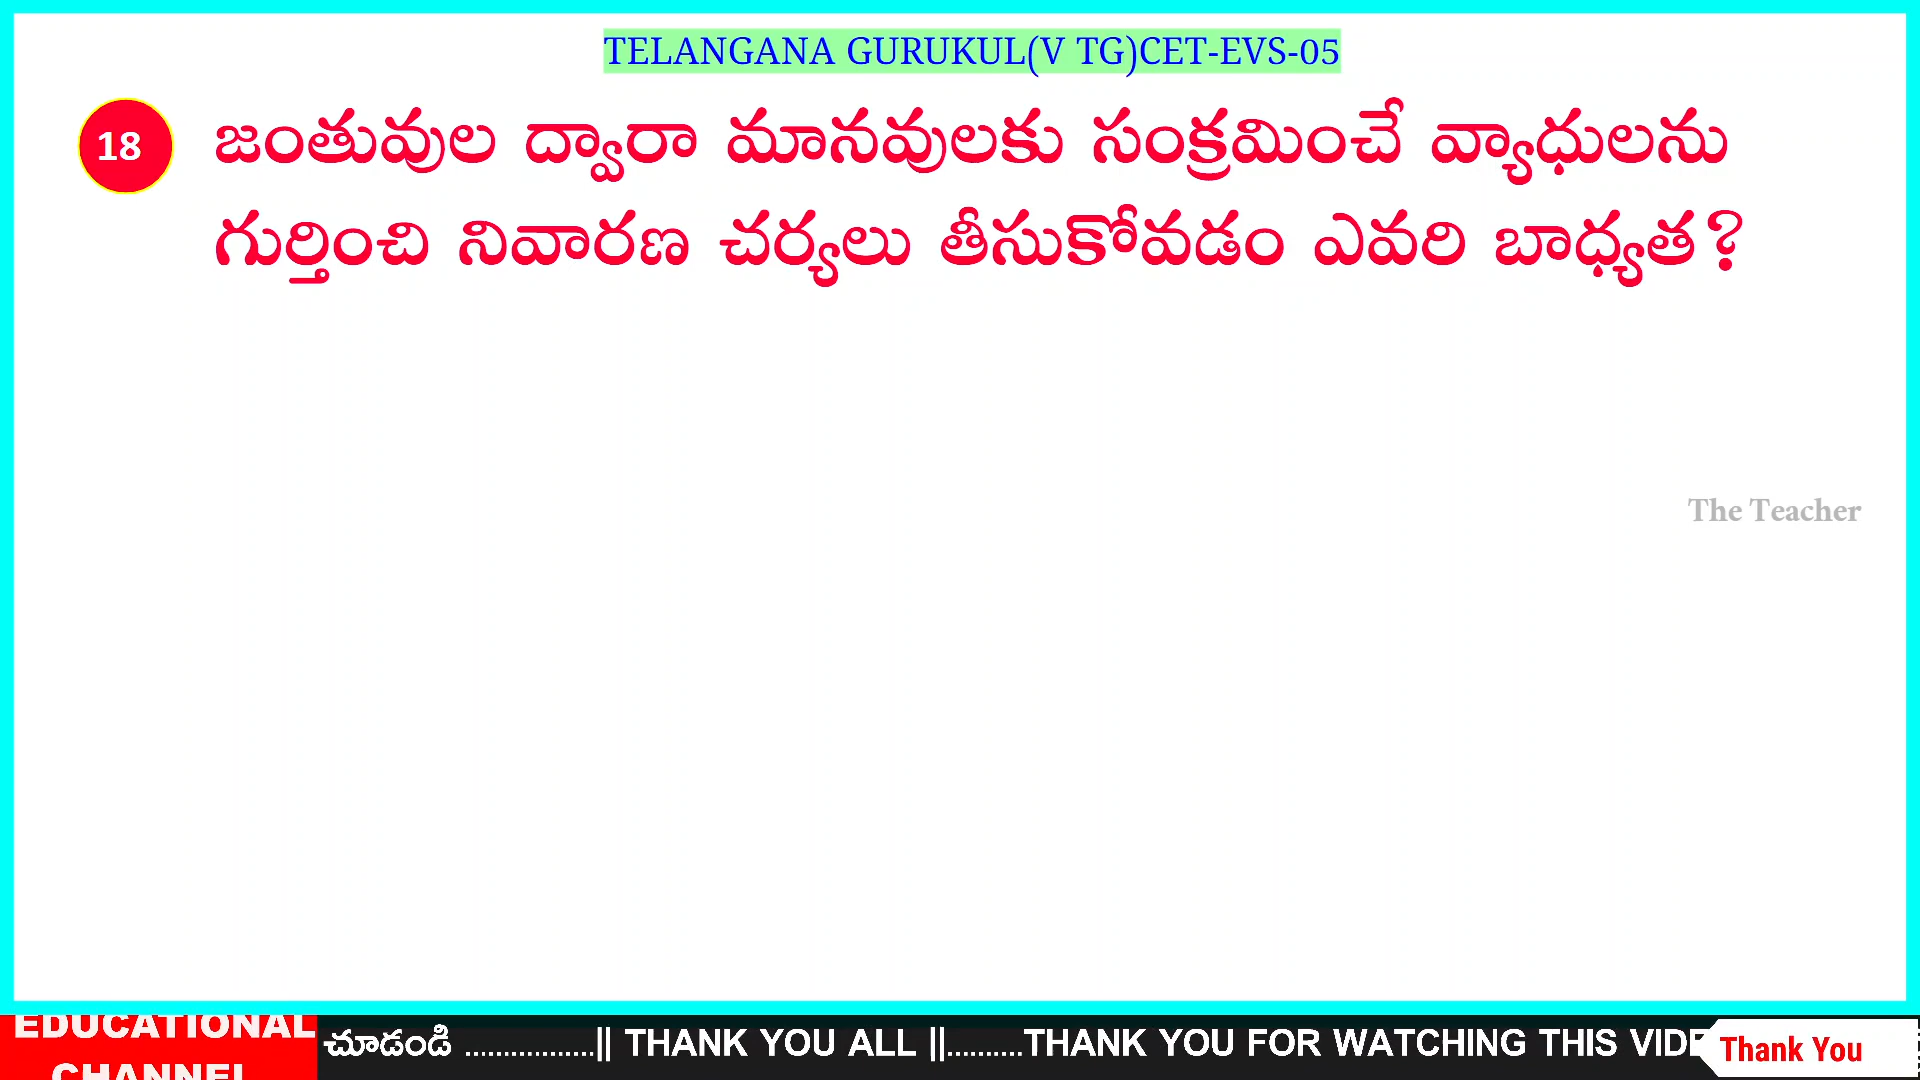 TELANGANA GURUKUL(V TG)CET-EVS-05
18 జంతువుల ద్వారా మానవులకు సంక్రమించే వ్యాధులను
గుర్తించి నివారణ చర్యలు తీసుకోవడం ఎవరి బాధ్యత?
The Teacher
EDUCATIONAL
CHANNEL
చూడండి .................|| THANK YOU ALL ||..........THANK YOU FOR WATCHING THIS VIDE
Thank You